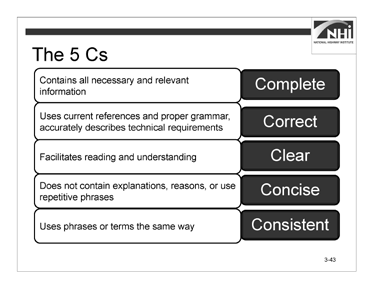 NHI
NATIONAL HIGHWAY INSTITUTE
The 5 Cs
Contains all necessary and relevant
information
Complete
Uses current references and proper grammar,
accurately describes technical requirements
Correct
Facilitates reading and understanding
Clear
Does not contain explanations, reasons, or use
repetitive phrases
Concise
Uses phrases or terms the same way
Consistent
3-43